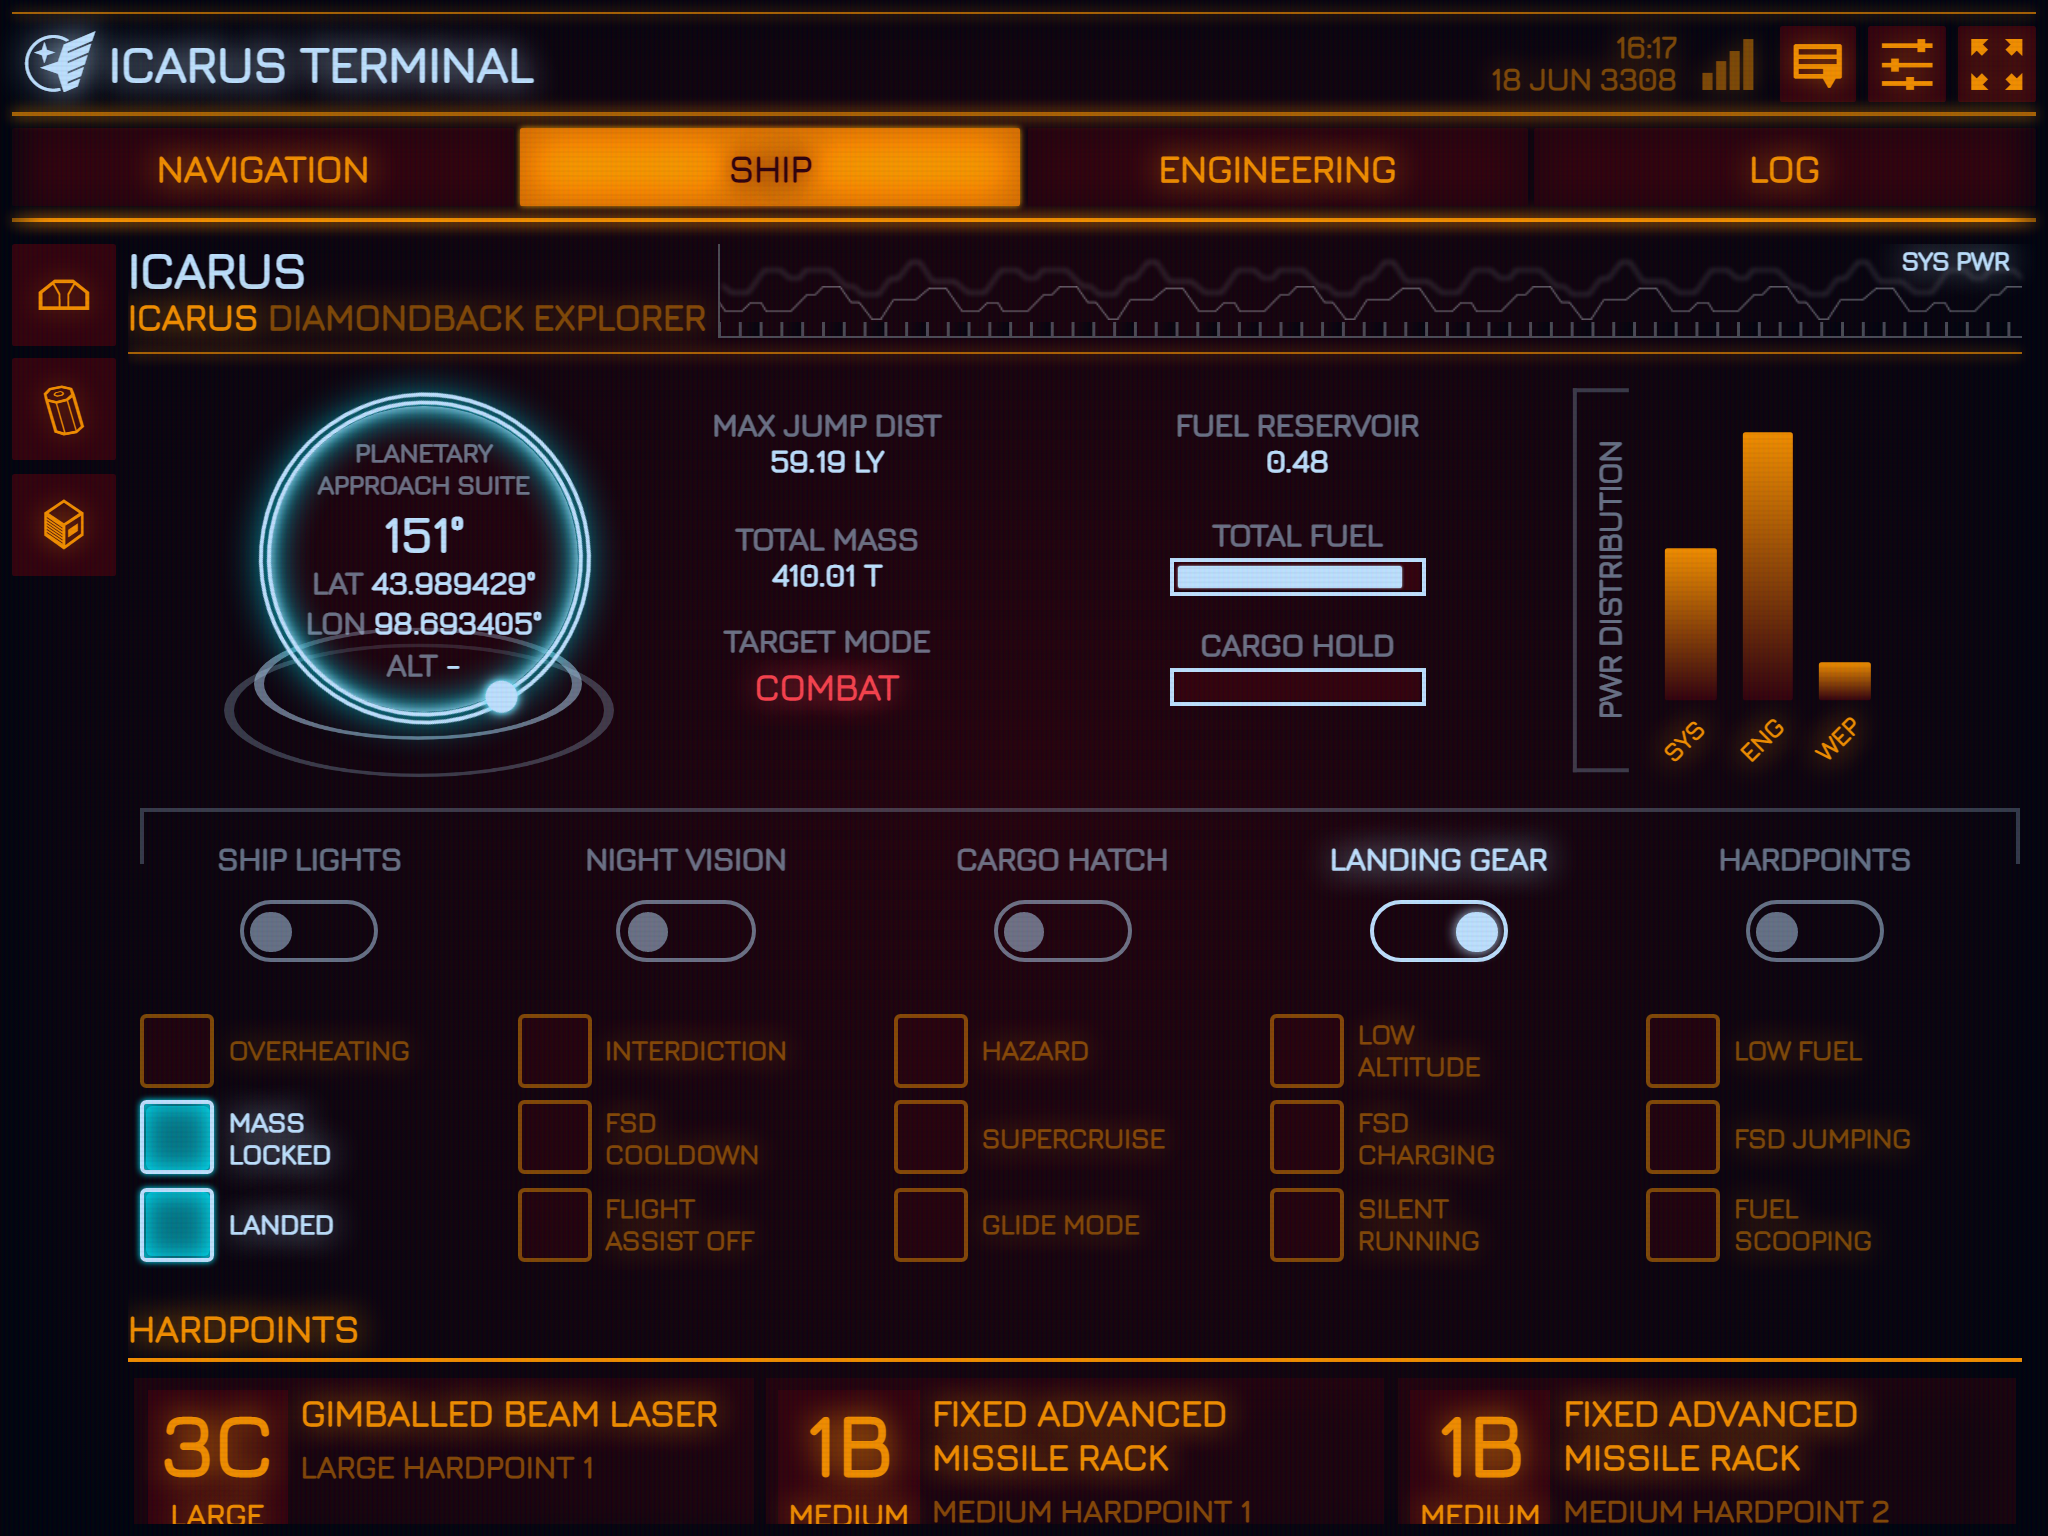 ICARUS TERMINAL
16:17
18 JUN 3308
NAVIGATION
SHIP
ENGINEERING
LOG
ICARUS
ICARUS DIAMONDBACK EXPLORER
SYS PWR
PLANETARY
APPROACH SUITE
151°
LAT 43.989429°
LON 98.693405°
ALT -
MAX JUMP DIST
59.19 LY
TOTAL MASS
410.01 T
TARGET MODE
COMBAT
FUEL RESERVOIR
0.48
TOTAL FUEL
CARGO HOLD
PWR DISTRIBUTION
SYS
ENG
WEP
SHIP LIGHTS
NIGHT VISION
CARGO HATCH
LANDING GEAR
HARDPOINTS
OVERHEATING
INTERDICTION
HAZARD
LOW
ALTITUDE
LOW FUEL
MASS
LOCKED
FSD
COOLDOWN
SUPERCRUISE
FSD
CHARGING
FSD JUMPING
LANDED
FLIGHT
ASSIST OFF
GLIDE MODE
SILENT
RUNNING
FUEL
SCOOPING
HARDPOINTS
3C
LARGE
GIMBALLED BEAM LASER
LARGE HARDPOINT 1
1B
MEDIUM
FIXED ADVANCED
MISSILE RACK
MEDIUM HARDPOINT 1
1B
MEDIUM
FIXED ADVANCED
MISSILE RACK
MEDIUM HARDPOINT 2